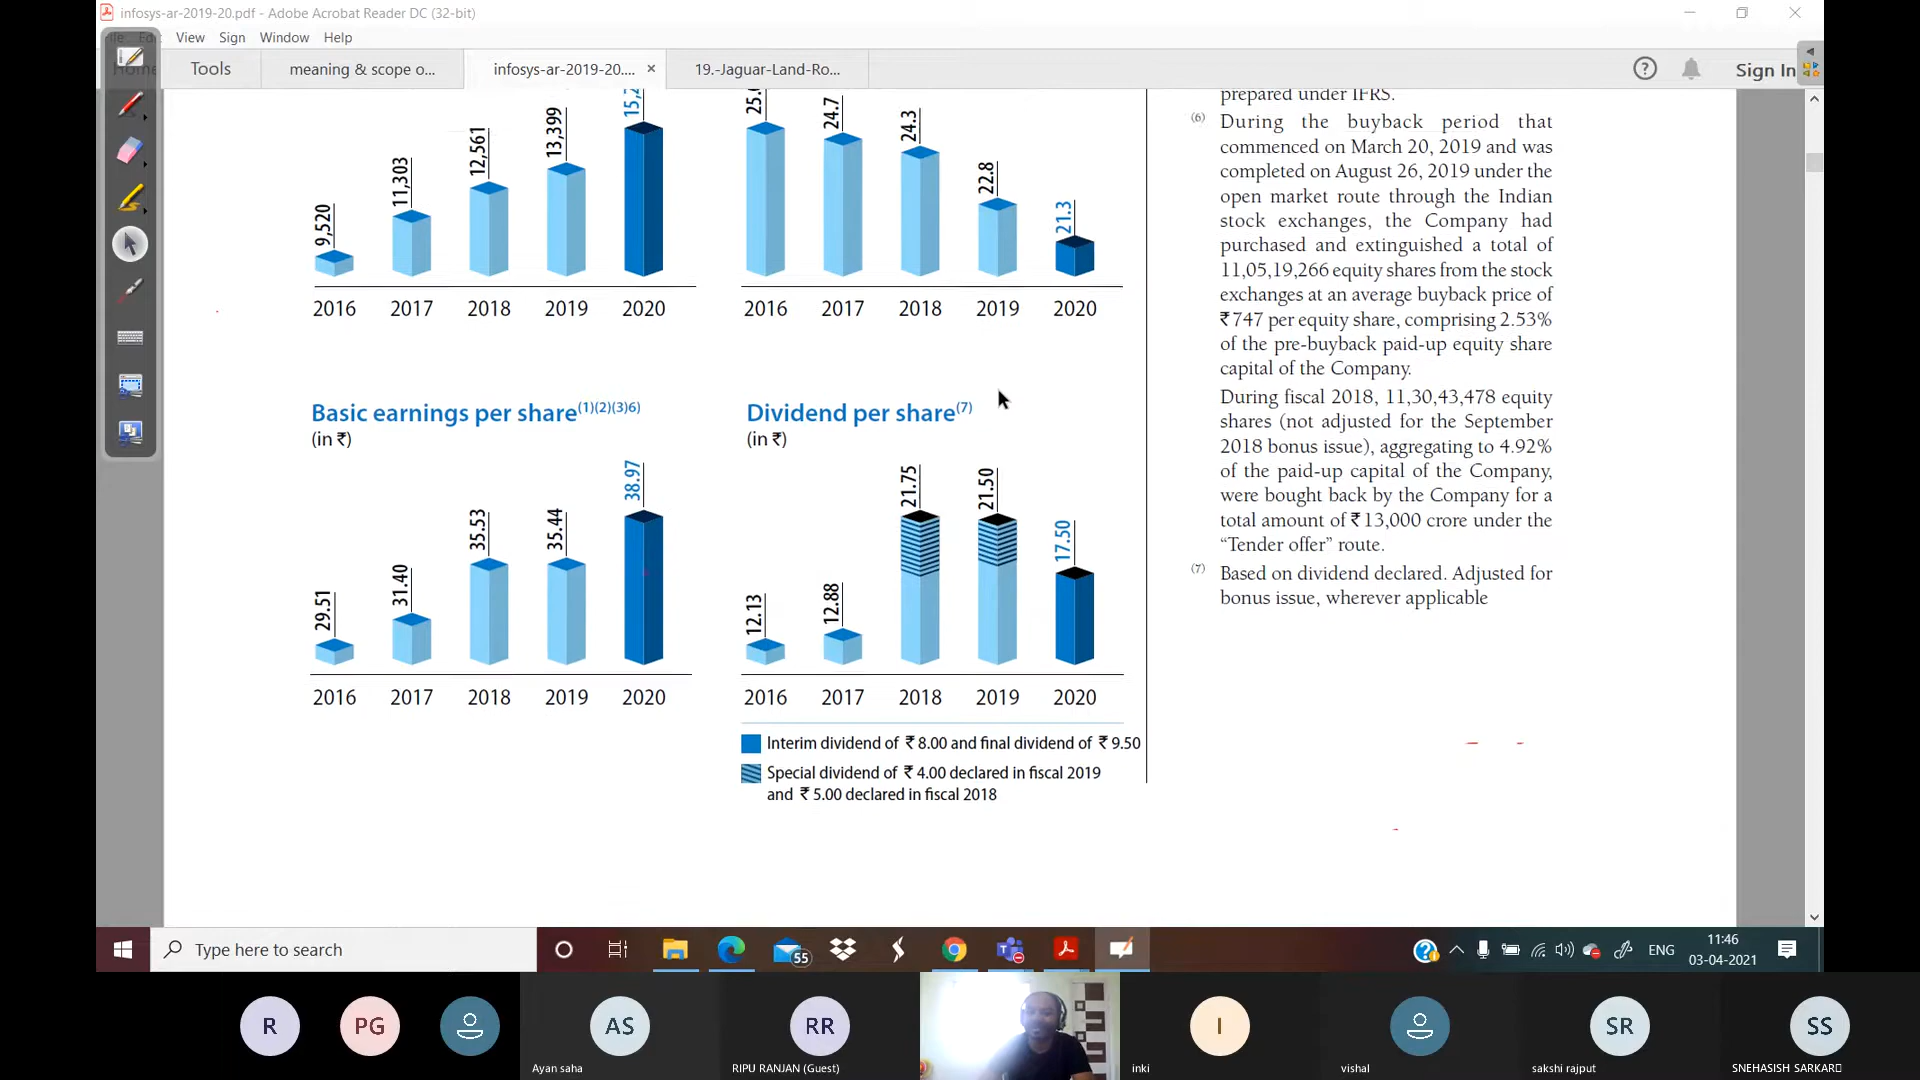 infosys-ar-2019-20.pdf - Adobe Acrobat Reader DC (32-bit)
View Sign Window Help
Home Tools meaning & scope o... infosys-ar-2019-20.... × 19.-Jaguar-Land-Ro... Sign In
9,520 11,303 12,561 13,399
2016 2017 2018 2019 2020
24.7 24.3 22.8 21.3
2016 2017 2018 2019 2020
Basic earnings per share(1)(2)(3)6)
(in ₹)
29.51 31.40 35.53 35.44 38.97
2016 2017 2018 2019 2020
Dividend per share(7)
(in ₹)
12.13 12.88 21.75 21.50 17.50
2016 2017 2018 2019 2020
Interim dividend of ₹ 8.00 and final dividend of ₹ 9.50
Special dividend of ₹ 4.00 declared in fiscal 2019
and ₹ 5.00 declared in fiscal 2018
prepared under IFRS.
(6) During the buyback period that
commenced on March 20, 2019 and was
completed on August 26, 2019 under the
open market route through the Indian
stock exchanges, the Company had
purchased and extinguished a total of
11,05,19,266 equity shares from the stock
exchanges at an average buyback price of
₹ 747 per equity share, comprising 2.53%
of the pre-buyback paid-up equity share
capital of the Company.
During fiscal 2018, 11,30,43,478 equity
shares (not adjusted for the September
2018 bonus issue), aggregating to 4.92%
of the paid-up capital of the Company,
were bought back by the Company for a
total amount of ₹ 13,000 crore under the
“Tender offer” route.
(7) Based on dividend declared. Adjusted for
bonus issue, wherever applicable
Type here to search
55
ENG
11:46
03-04-2021
R PG AS RR I SR SS
Ayan saha RIPU RANJAN (Guest) inki vishal sakshi rajput SNEHASISH SARKAR